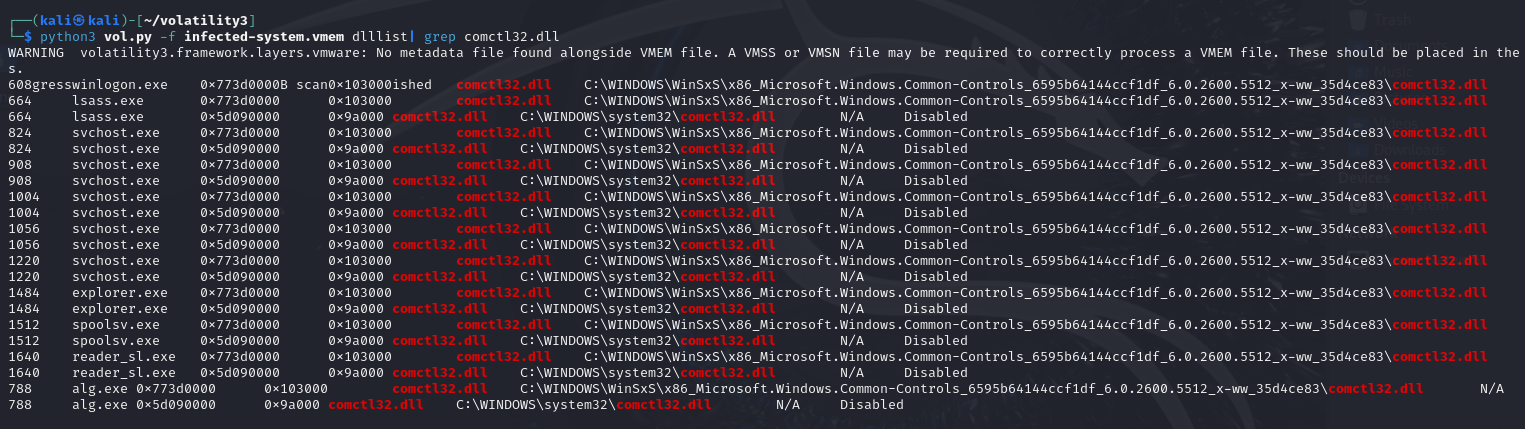 ┌──(kali㉿kali)-[~/volatility3]
└─$ python3 vol.py -f infected-system.vmem dlllist| grep comctl32.dll
WARNING  volatility3.framework.layers.vmware: No metadata file found alongside VMEM file. A VMSS or VMSN file may be required to correctly process a VMEM file. These should be placed in the
s.
608gresswinlogon.exe    0×773d0000B scan0×103000ished   comctl32.dll    C:\WINDOWS\WinSxS\x86_Microsoft.Windows.Common-Controls_6595b64144ccf1df_6.0.2600.5512_x-ww_35d4ce83\comctl32.dll
664     lsass.exe       0×773d0000      0×103000        comctl32.dll    C:\WINDOWS\WinSxS\x86_Microsoft.Windows.Common-Controls_6595b64144ccf1df_6.0.2600.5512_x-ww_35d4ce83\comctl32.dll
664     lsass.exe       0×5d090000      0×9a000 comctl32.dll    C:\WINDOWS\system32\comctl32.dll        N/A     Disabled
824     svchost.exe     0×773d0000      0×103000        comctl32.dll    C:\WINDOWS\WinSxS\x86_Microsoft.Windows.Common-Controls_6595b64144ccf1df_6.0.2600.5512_x-ww_35d4ce83\comctl32.dll
824     svchost.exe     0×5d090000      0×9a000 comctl32.dll    C:\WINDOWS\system32\comctl32.dll        N/A     Disabled
908     svchost.exe     0×773d0000      0×103000        comctl32.dll    C:\WINDOWS\WinSxS\x86_Microsoft.Windows.Common-Controls_6595b64144ccf1df_6.0.2600.5512_x-ww_35d4ce83\comctl32.dll
908     svchost.exe     0×5d090000      0×9a000 comctl32.dll    C:\WINDOWS\system32\comctl32.dll        N/A     Disabled
1004    svchost.exe     0×773d0000      0×103000        comctl32.dll    C:\WINDOWS\WinSxS\x86_Microsoft.Windows.Common-Controls_6595b64144ccf1df_6.0.2600.5512_x-ww_35d4ce83\comctl32.dll
1004    svchost.exe     0×5d090000      0×9a000 comctl32.dll    C:\WINDOWS\system32\comctl32.dll        N/A     Disabled
1056    svchost.exe     0×773d0000      0×103000        comctl32.dll    C:\WINDOWS\WinSxS\x86_Microsoft.Windows.Common-Controls_6595b64144ccf1df_6.0.2600.5512_x-ww_35d4ce83\comctl32.dll
1056    svchost.exe     0×5d090000      0×9a000 comctl32.dll    C:\WINDOWS\system32\comctl32.dll        N/A     Disabled
1220    svchost.exe     0×773d0000      0×103000        comctl32.dll    C:\WINDOWS\WinSxS\x86_Microsoft.Windows.Common-Controls_6595b64144ccf1df_6.0.2600.5512_x-ww_35d4ce83\comctl32.dll
1220    svchost.exe     0×5d090000      0×9a000 comctl32.dll    C:\WINDOWS\system32\comctl32.dll        N/A     Disabled
1484    explorer.exe    0×773d0000      0×103000        comctl32.dll    C:\WINDOWS\WinSxS\x86_Microsoft.Windows.Common-Controls_6595b64144ccf1df_6.0.2600.5512_x-ww_35d4ce83\comctl32.dll
1484    explorer.exe    0×5d090000      0×9a000 comctl32.dll    C:\WINDOWS\system32\comctl32.dll        N/A     Disabled
1512    spoolsv.exe     0×773d0000      0×103000        comctl32.dll    C:\WINDOWS\WinSxS\x86_Microsoft.Windows.Common-Controls_6595b64144ccf1df_6.0.2600.5512_x-ww_35d4ce83\comctl32.dll
1512    spoolsv.exe     0×5d090000      0×9a000 comctl32.dll    C:\WINDOWS\system32\comctl32.dll        N/A     Disabled
1640    reader_sl.exe   0×773d0000      0×103000        comctl32.dll    C:\WINDOWS\WinSxS\x86_Microsoft.Windows.Common-Controls_6595b64144ccf1df_6.0.2600.5512_x-ww_35d4ce83\comctl32.dll
1640    reader_sl.exe   0×5d090000      0×9a000 comctl32.dll    C:\WINDOWS\system32\comctl32.dll        N/A     Disabled
788     alg.exe 0×773d0000      0×103000        comctl32.dll    C:\WINDOWS\WinSxS\x86_Microsoft.Windows.Common-Controls_6595b64144ccf1df_6.0.2600.5512_x-ww_35d4ce83\comctl32.dll       N/A
788     alg.exe 0×5d090000      0×9a000 comctl32.dll    C:\WINDOWS\system32\comctl32.dll        N/A     Disabled
Trash
Music
Videos
Downloads
Devices